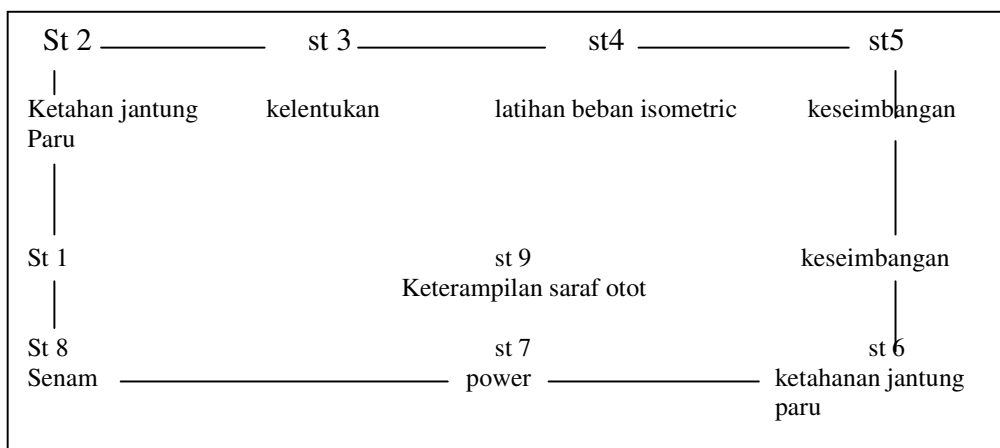 St 2 st 3 st4 st5
Ketahan jantung kelentukan latihan beban isometric keseimbangan
Paru
St 1 st 9 keseimbangan
Keterampilan saraf otot
St 8 st 7 st 6
Senam power ketahanan jantung
paru